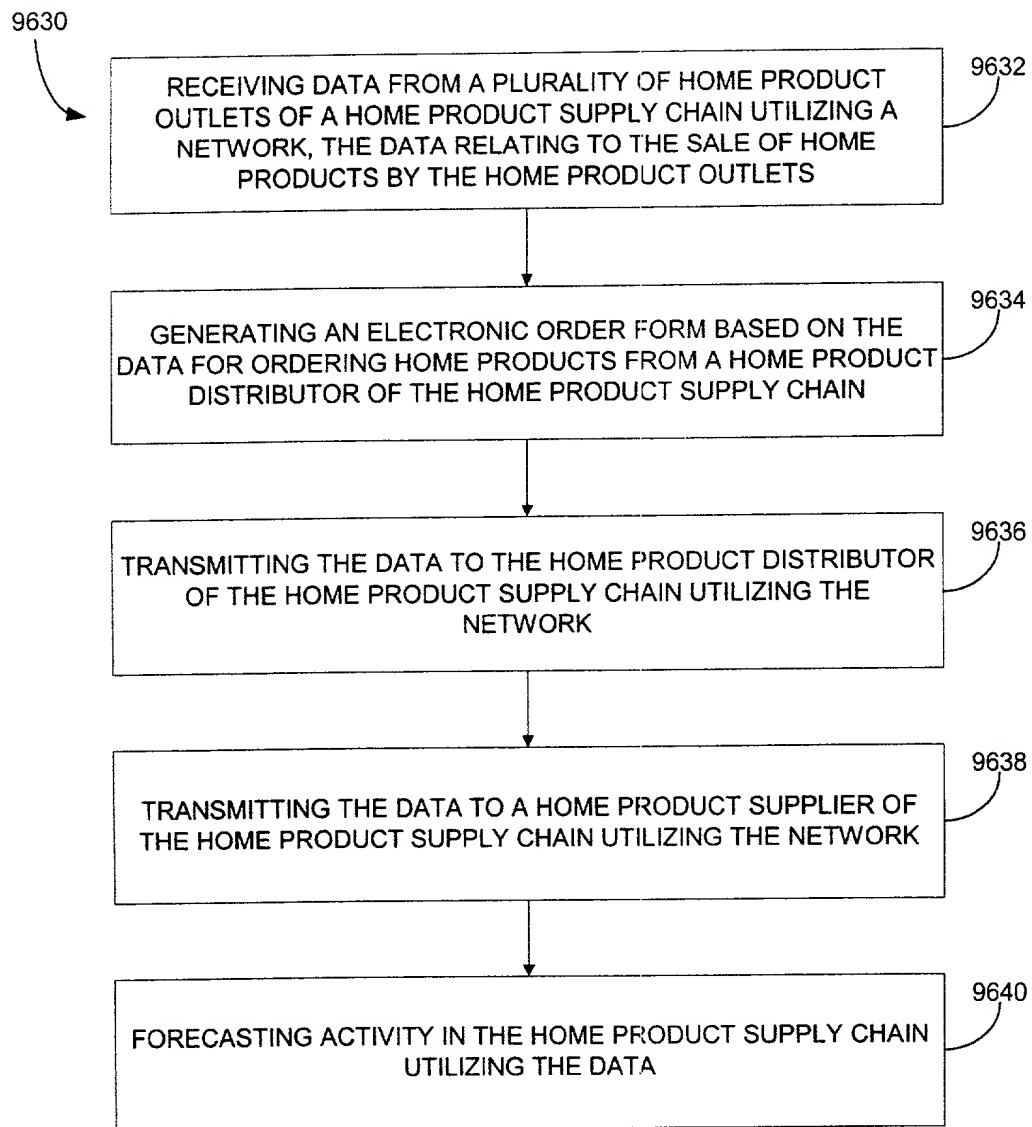 9630
RECEIVING DATA FROM A PLURALITY OF HOME PRODUCT
OUTLETS OF A HOME PRODUCT SUPPLY CHAIN UTILIZING A
NETWORK, THE DATA RELATING TO THE SALE OF HOME
PRODUCTS BY THE HOME PRODUCT OUTLETS
9632
GENERATING AN ELECTRONIC ORDER FORM BASED ON THE
DATA FOR ORDERING HOME PRODUCTS FROM A HOME PRODUCT
DISTRIBUTOR OF THE HOME PRODUCT SUPPLY CHAIN
9634
TRANSMITTING THE DATA TO THE HOME PRODUCT DISTRIBUTOR
OF THE HOME PRODUCT SUPPLY CHAIN UTILIZING THE
NETWORK
9636
TRANSMITTING THE DATA TO A HOME PRODUCT SUPPLIER OF
THE HOME PRODUCT SUPPLY CHAIN UTILIZING THE NETWORK
9638
FORECASTING ACTIVITY IN THE HOME PRODUCT SUPPLY CHAIN
UTILIZING THE DATA
9640